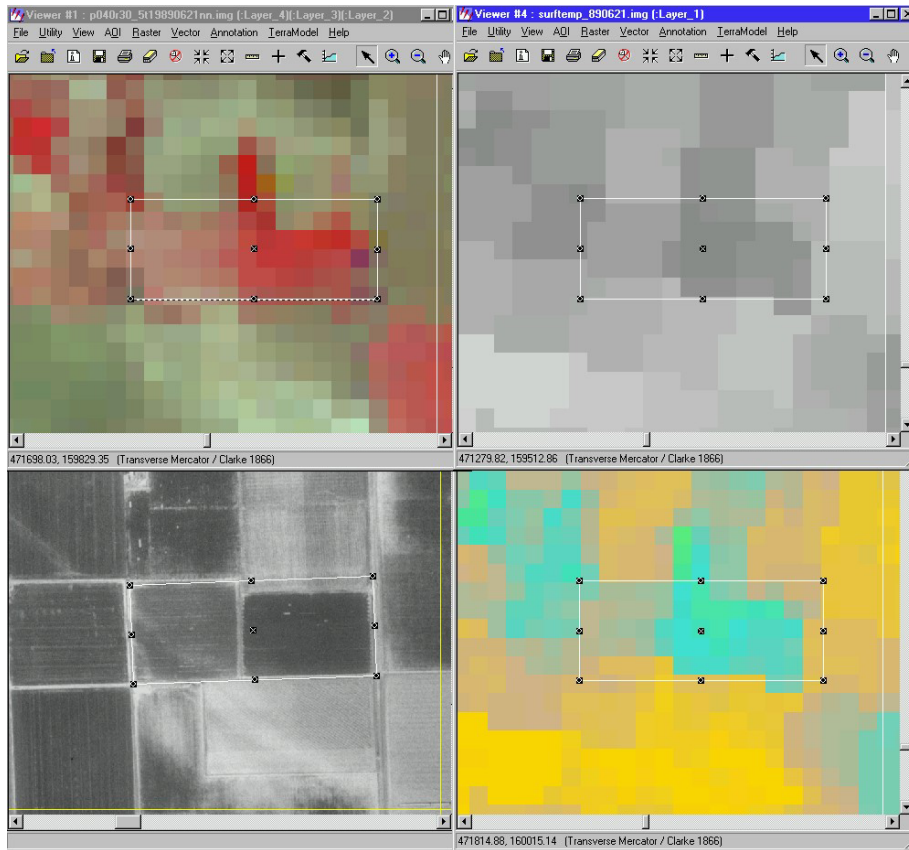 Viewer #1 : p040r30_5t19890621nn.img (:Layer_4)(:Layer_3)(:Layer_2)
File Utility View AOI Raster Vector Annotation TerraModel Help
471698.03, 159829.35 (Transverse Mercator / Clarke 1866)
Viewer #4 : surftemp_890621.img (:Layer_1)
File Utility View AOI Raster Vector Annotation TerraModel Help
471279.82, 159512.86 (Transverse Mercator / Clarke 1866)
471814.88, 160015.14 (Transverse Mercator / Clarke 1866)